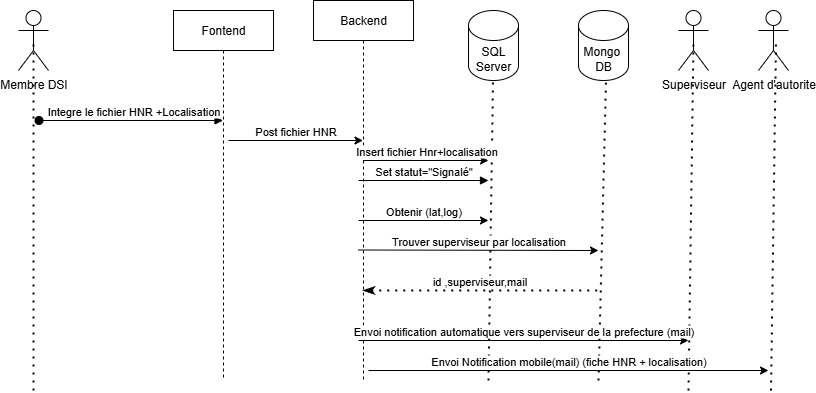 Membre DSI
Fontend
Backend
SQL
Server
Mongo
DB
Superviseur
Agent d'autorite
Integre le fichier HNR +Localisation
Post fichier HNR
Insert fichier Hnr+localisation
Set statut="Signalé"
Obtenir (lat,log)
Trouver superviseur par localisation
id ,superviseur,mail
Envoi notification automatique vers superviseur de la prefecture (mail)
Envoi Notification mobile(mail) (fiche HNR + localisation)